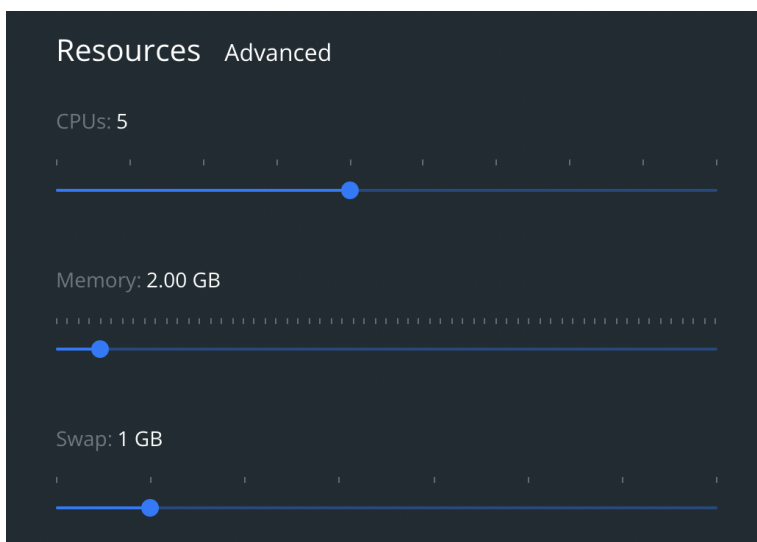 Resources Advanced
CPUs: 5
Memory: 2.00 GB
Swap: 1 GB